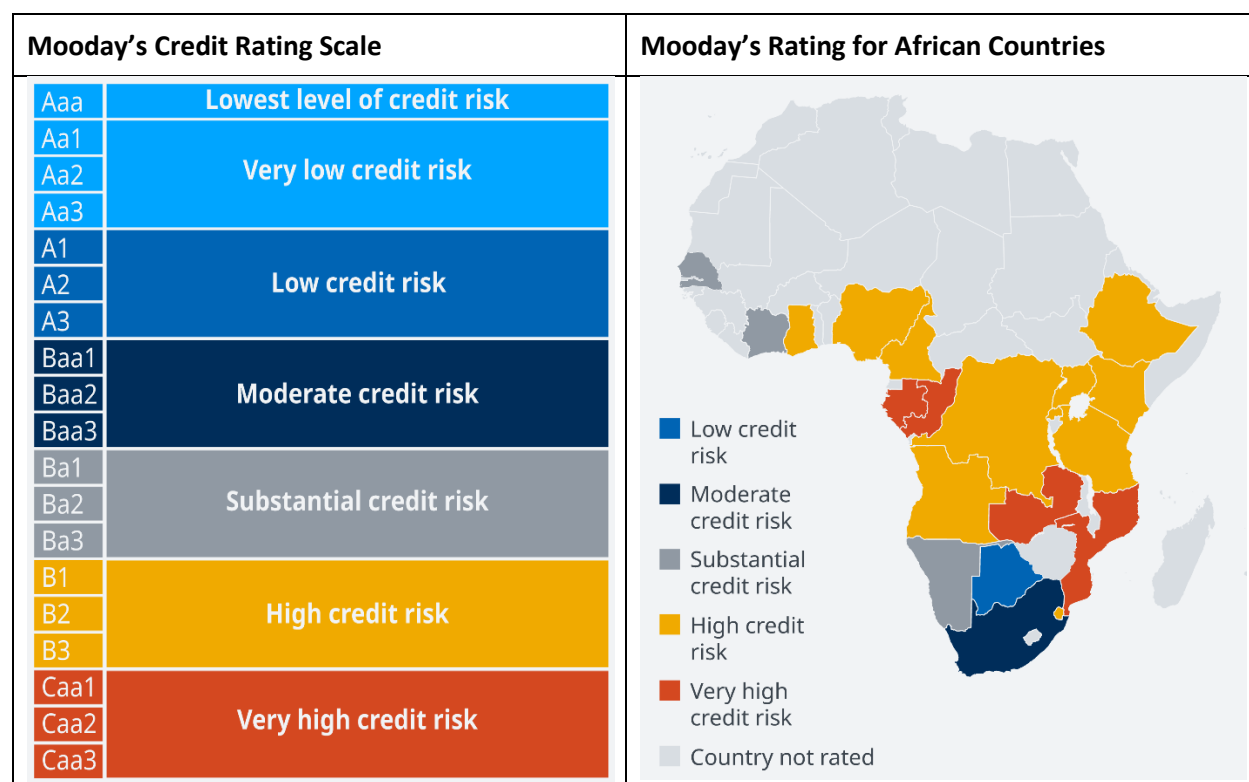 Mooday’s Credit Rating Scale
Aaa
Lowest level of credit risk
Aa1
Aa2
Aa3
Very low credit risk
A1
A2
A3
Low credit risk
Baa1
Baa2
Baa3
Moderate credit risk
Ba1
Ba2
Ba3
Substantial credit risk
B1
B2
B3
High credit risk
Caa1
Caa2
Caa3
Very high credit risk
Mooday’s Rating for African Countries
Low credit
risk
Moderate
credit risk
Substantial
credit risk
High credit
risk
Very high
credit risk
Country not rated